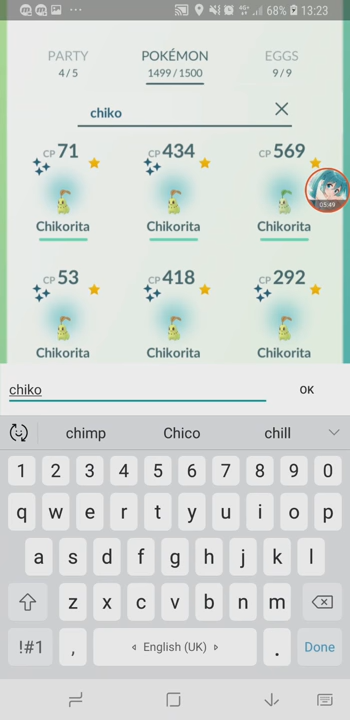 4G+ 68% 13:23
PARTY POKÉMON EGGS
4 / 5 1499 / 1500 9 / 9
chiko
CP 71 CP 434 CP 569
05:49
Chikorita Chikorita Chikorita
CP 53 CP 418 CP 292
Chikorita Chikorita Chikorita
chiko OK
chimp Chico chill
1 2 3 4 5 6 7 8 9 0
q w e r t y u i o p
a s d f g h j k l
z x c v b n m
!#1 , English (UK) . Done